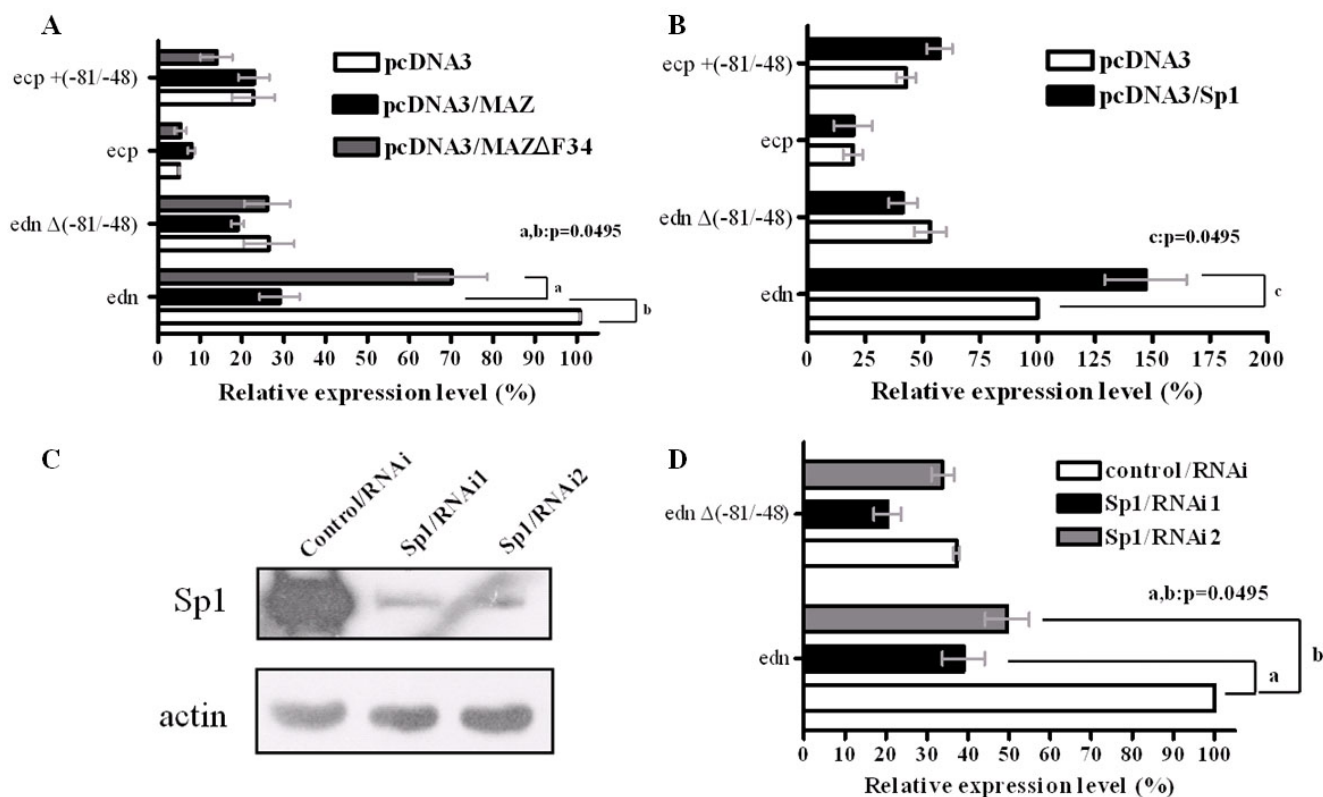 A
ecp +(-81/-48)
ecp
edn Δ(-81/-48)
edn
pcDNA3
pcDNA3/MAZ
pcDNA3/MAZΔF34
a,b:p=0.0495
a
b
0 10 20 30 40 50 60 70 80 90 100
Relative expression level (%)
B
ecp +(-81/-48)
ecp
edn Δ(-81/-48)
edn
pcDNA3
pcDNA3/Sp1
c:p=0.0495
c
0 25 50 75 100 125 150 175 200
Relative expression level (%)
C
Control/RNAi
Sp1/RNAi1
Sp1/RNAi2
Sp1
actin
D
edn Δ(-81/-48)
edn
control/RNAi
Sp1/RNAi1
Sp1/RNAi2
a,b:p=0.0495
b
a
0 10 20 30 40 50 60 70 80 90 100
Relative expression level (%)